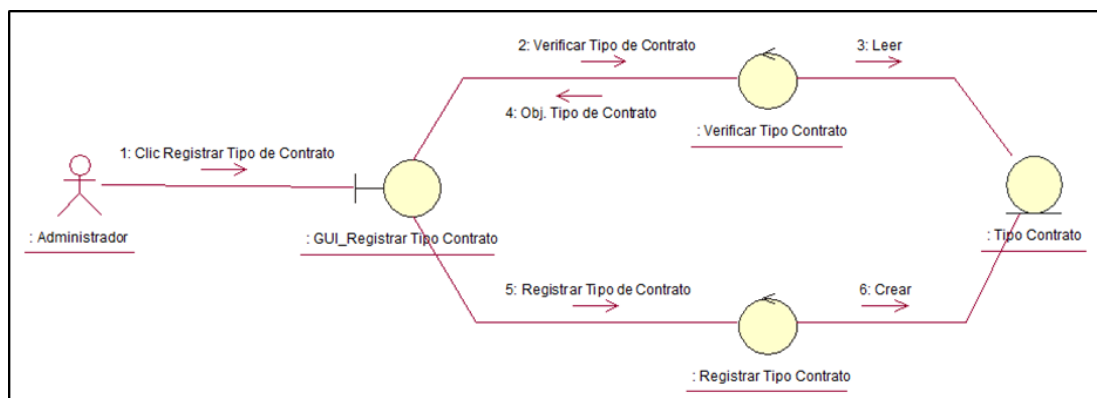 2: Verificar Tipo de Contrato
3: Leer
4: Obj. Tipo de Contrato
: Verificar Tipo Contrato
1: Clic Registrar Tipo de Contrato
: Administrador
: GUI_Registrar Tipo Contrato
: Tipo Contrato
5: Registrar Tipo de Contrato
6: Crear
: Registrar Tipo Contrato